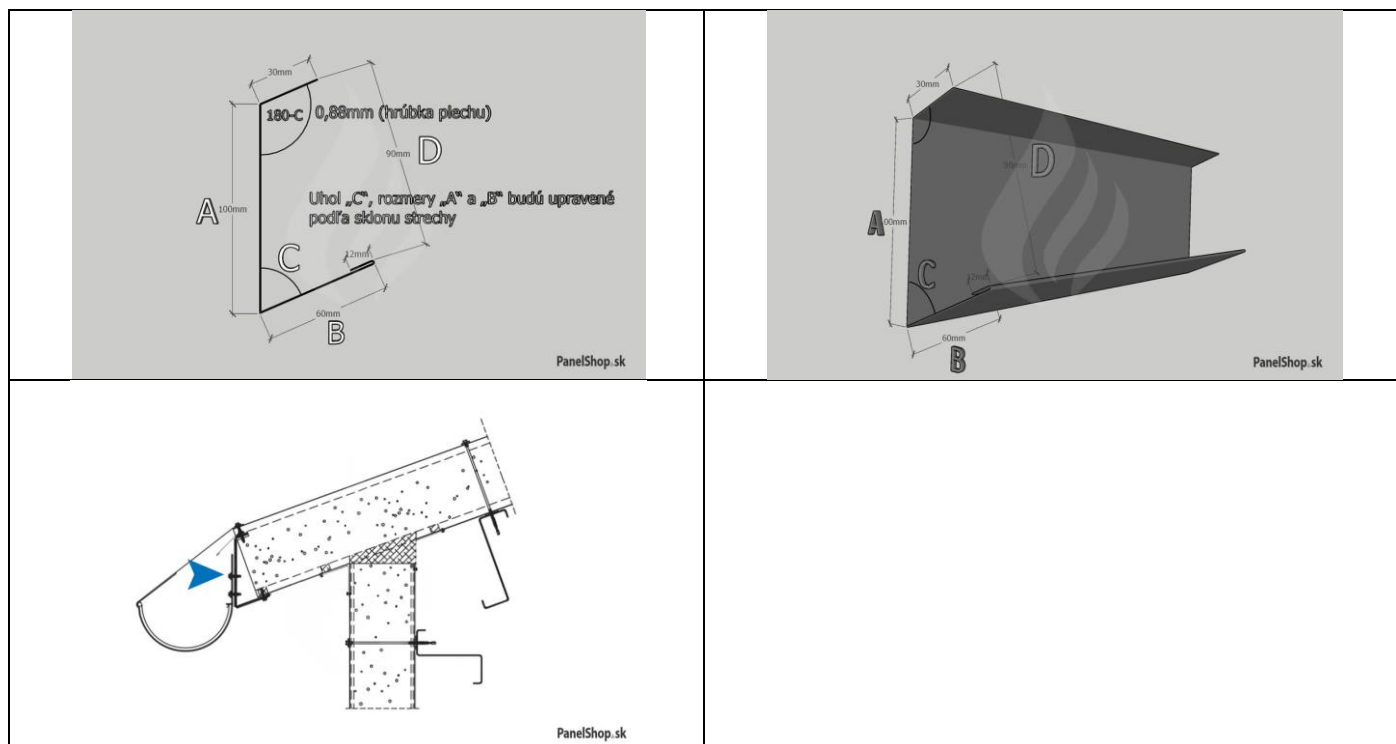 30mm
180-C 0,88mm (hrúbka plechu)
D
90mm
A 100mm
Uhol „C“, rozmery „A“ a „B“ budú upravené
podľa sklonu strechy
C
12mm
60mm
B
PanelShop.sk
30mm
D
90mm
A 00mm
C
12mm
60mm
B
PanelShop.sk
PanelShop.sk